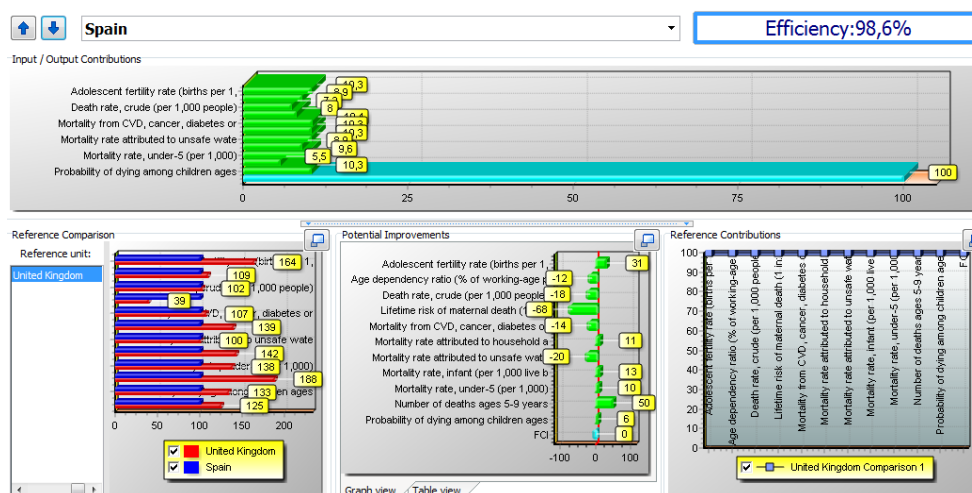 Spain
Efficiency:98,6%
Input / Output Contributions
Adolescent fertility rate (births per 1,
Death rate, crude (per 1,000 people)
Mortality from CVD, cancer, diabetes or
Mortality rate attributed to unsafe wate
Mortality rate, under-5 (per 1,000)
Probability of dying among children ages
10,3
8,9
8
10,3
8,9
9,6
5,5
10,3
100
0 25 50 75 100
Reference Comparison
Reference unit:
United Kingdom
164
109
102
39
107
139
100
142
138
188
133
125
0 50 100 150 200
United Kingdom
Spain
Potential Improvements
Adolescent fertility rate (births per 1, 31
Age dependency ratio (% of working-age p -12
Death rate, crude (per 1,000 people) -18
Lifetime risk of maternal death (1 -68
Mortality from CVD, cancer, diabetes o -14
Mortality rate attributed to household a 11
Mortality rate attributed to unsafe wat -20
Mortality rate, infant (per 1,000 live b 13
Mortality rate, under-5 (per 1,000) 10
Number of deaths ages 5-9 years 50
Probability of dying among children ages 6
FCI 0
-100 0 100
Graph view Table view
Reference Contributions
100
90
80
70
60
50
40
30
20
10
0
Adolescent fertility rate (births per
Age dependency ratio (% of working-age
Death rate, crude (per 1,000 people
Lifetime risk of maternal death (1 in
Mortality from CVD, cancer, diabetes o
Mortality rate attributed to household
Mortality rate attributed to unsafe wat
Mortality rate, infant (per 1,000 live
Mortality rate, under-5 (per 1,000
Number of deaths ages 5-9 years
Probability of dying among children age
United Kingdom Comparison 1